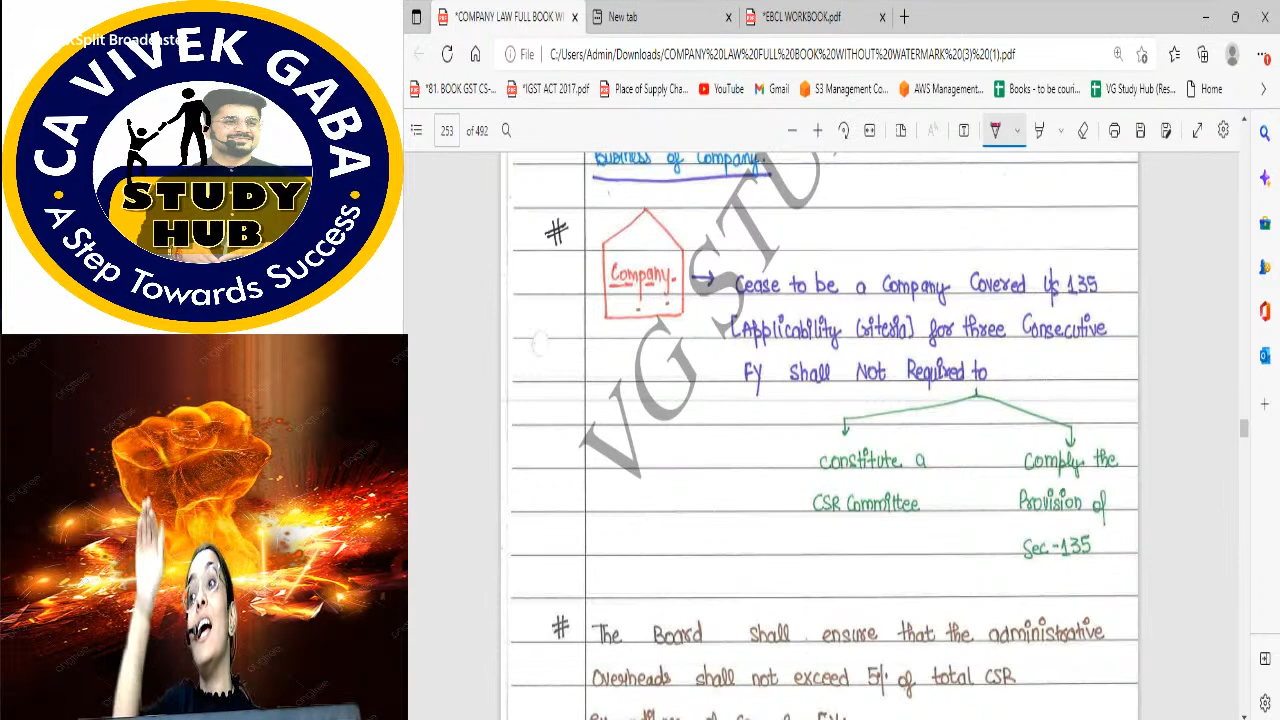 CA VIVEK GABA
STUDY
HUB
• A Step Towards Success •
*COMPANY LAW FULL BOOK WI
New tab
*EBCL WORKBOOK.pdf
File
C:/Users/Admin/Downloads/COMPANY%20LAW%20FULL%20BOOK%20WITHOUT%20WATERMARK%20(3)%20(1).pdf
*81. BOOK GST CS-...
*IGST ACT 2017.pdf
Place of Supply Cha...
YouTube
Gmail
S3 Management Co...
AWS Management...
Books - to be couri...
VG Study Hub (Res...
Home
253 of 492
Business of Company.
# Company. → Cease to be a Company Covered u/s 135
[Applicability Criteria] for three Consecutive
FY shall Not Required to
Constitute a
CSR Committee
Comply the
Provision of
Sec.-135
# The Board shall ensure that the administrative
Overheads shall not exceed 5% of total CSR
VG STU